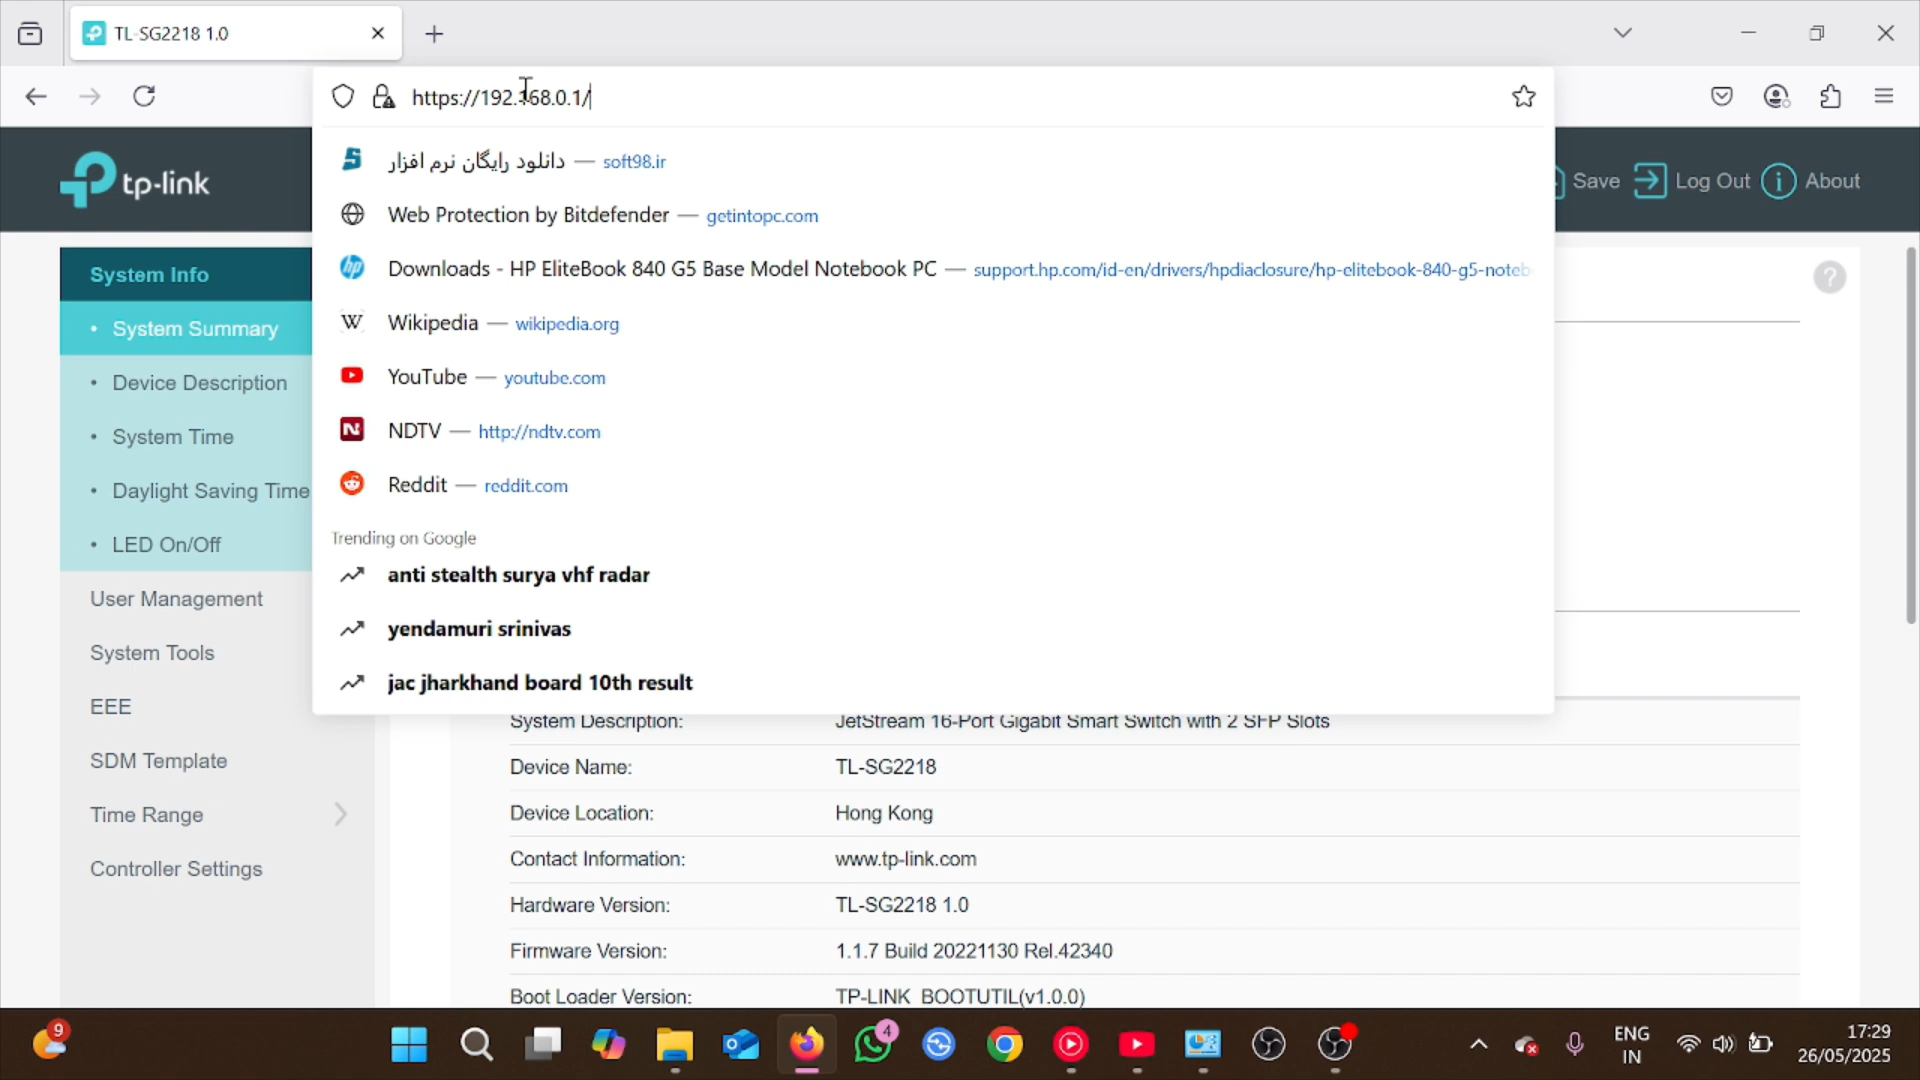 TL-SG2218 1.0
https://192.168.0.1/
دانلود رایگان نرم افزار — soft98.ir
Web Protection by Bitdefender — getintopc.com
Downloads - HP EliteBook 840 G5 Base Model Notebook PC — support.hp.com/id-en/drivers/hpdiaclosure/hp-elitebook-840-g5-noteb
Wikipedia — wikipedia.org
YouTube — youtube.com
NDTV — http://ndtv.com
Reddit — reddit.com
Trending on Google
anti stealth surya vhf radar
yendamuri srinivas
jac jharkhand board 10th result
tp-link
Save
Log Out
About
System Info
• System Summary
• Device Description
• System Time
• Daylight Saving Time
• LED On/Off
User Management
System Tools
EEE
SDM Template
Time Range
Controller Settings
System Description: JetStream 16-Port Gigabit Smart Switch with 2 SFP Slots
Device Name: TL-SG2218
Device Location: Hong Kong
Contact Information: www.tp-link.com
Hardware Version: TL-SG2218 1.0
Firmware Version: 1.1.7 Build 20221130 Rel.42340
Boot Loader Version: TP-LINK BOOTUTIL(v1.0.0)
9
4
ENG
IN
17:29
26/05/2025